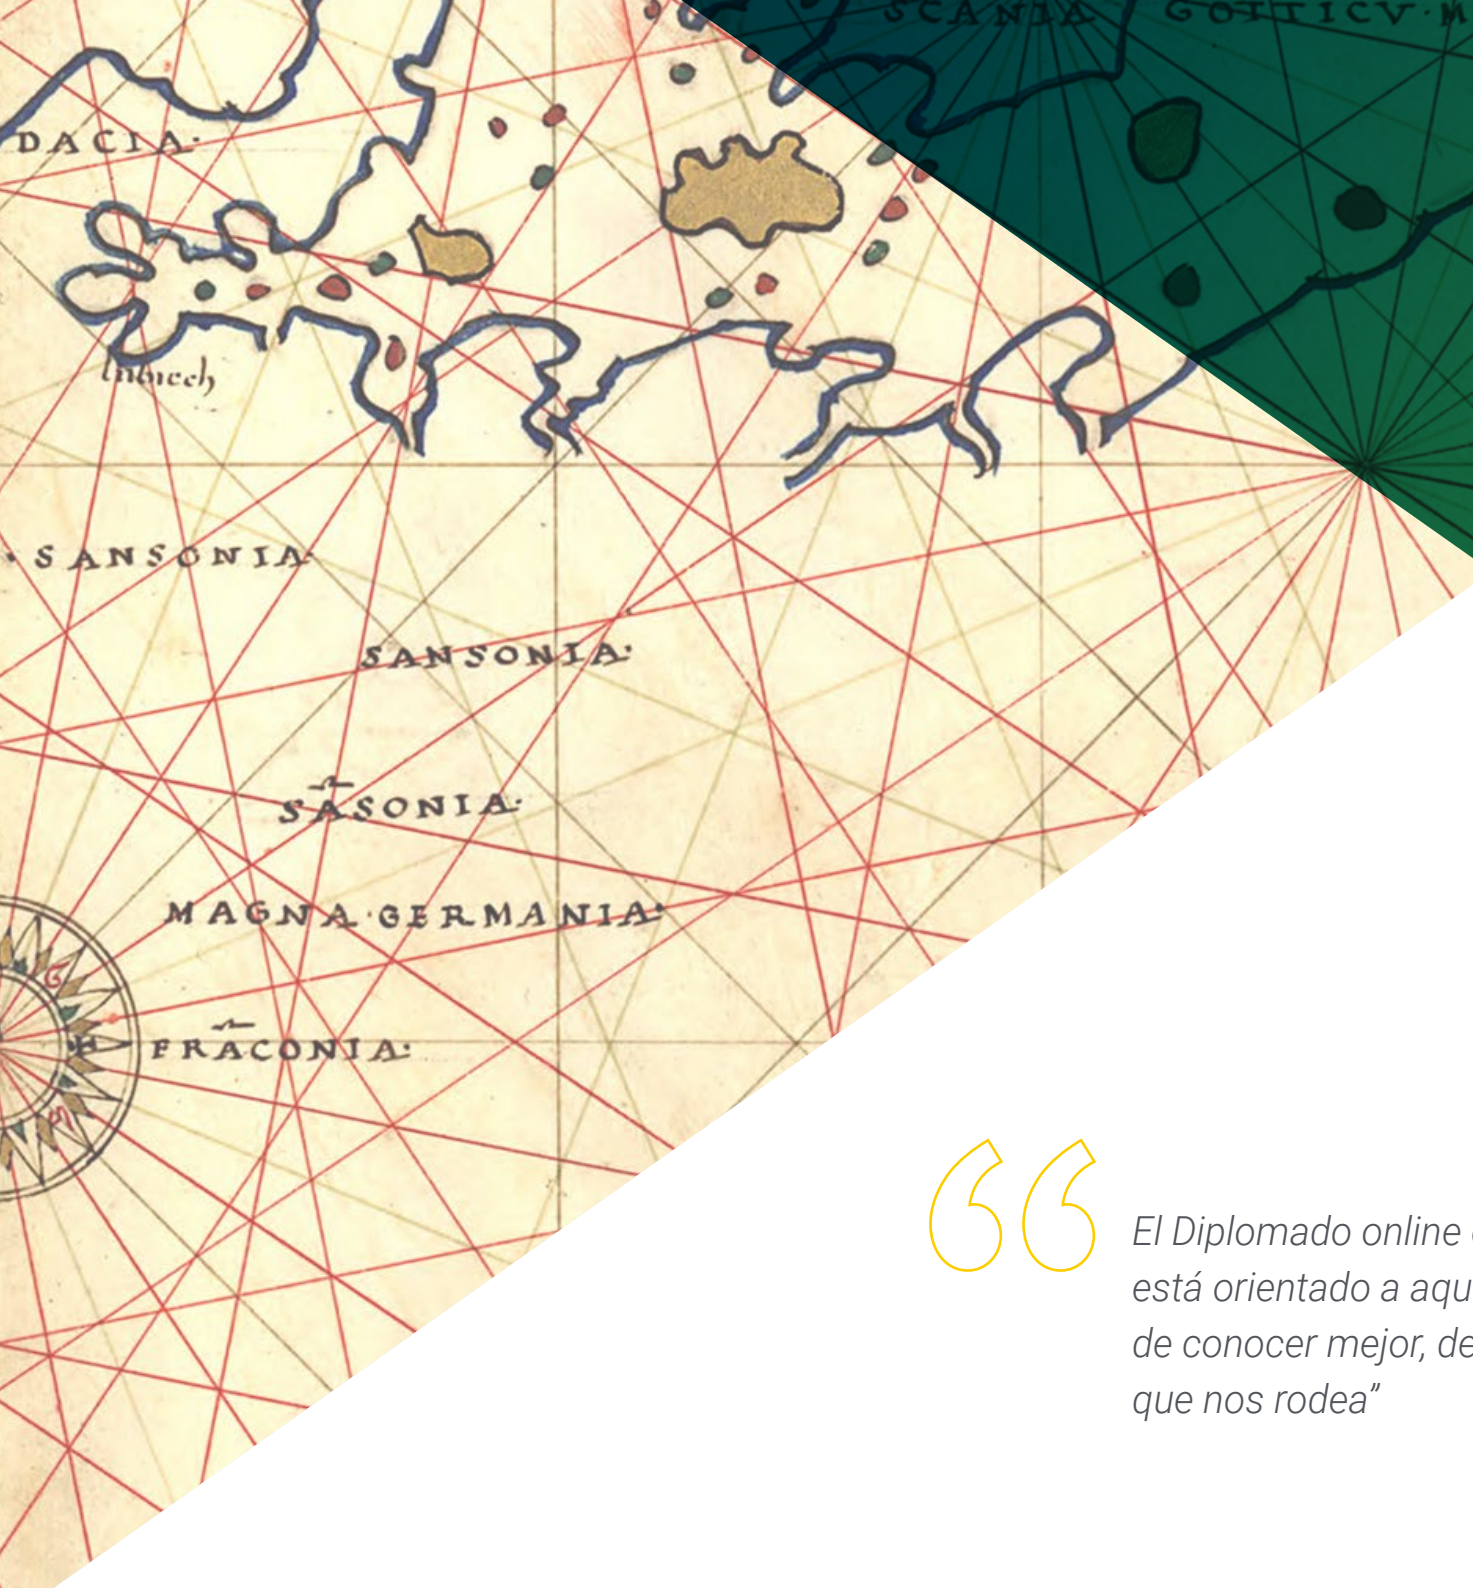 SCANIA GOTTICV·M
DACIA·
lubiech
·SANSONIA·
SANSONIA·
SASONIA·
MAGNA·GERMANIA·
FRACONIA·
El Diplomado online
está orientado a aqu
de conocer mejor, de
que nos rodea”